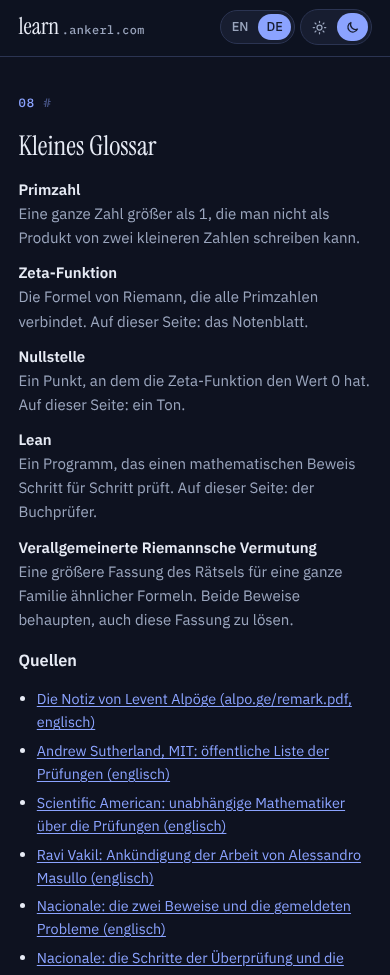 learn.ankerl.com
EN DE
08 #
Kleines Glossar
Primzahl
Eine ganze Zahl größer als 1, die man nicht als
Produkt von zwei kleineren Zahlen schreiben kann.
Zeta-Funktion
Die Formel von Riemann, die alle Primzahlen
verbindet. Auf dieser Seite: das Notenblatt.
Nullstelle
Ein Punkt, an dem die Zeta-Funktion den Wert 0 hat.
Auf dieser Seite: ein Ton.
Lean
Ein Programm, das einen mathematischen Beweis
Schritt für Schritt prüft. Auf dieser Seite: der
Buchprüfer.
Verallgemeinerte Riemannsche Vermutung
Eine größere Fassung des Rätsels für eine ganze
Familie ähnlicher Formeln. Beide Beweise
behaupten, auch diese Fassung zu lösen.
Quellen
Die Notiz von Levent Alpöge (alpo.ge/remark.pdf,
englisch)
Andrew Sutherland, MIT: öffentliche Liste der
Prüfungen (englisch)
Scientific American: unabhängige Mathematiker
über die Prüfungen (englisch)
Ravi Vakil: Ankündigung der Arbeit von Alessandro
Masullo (englisch)
Nacionale: die zwei Beweise und die gemeldeten
Probleme (englisch)
Nacionale: die Schritte der Überprüfung und die